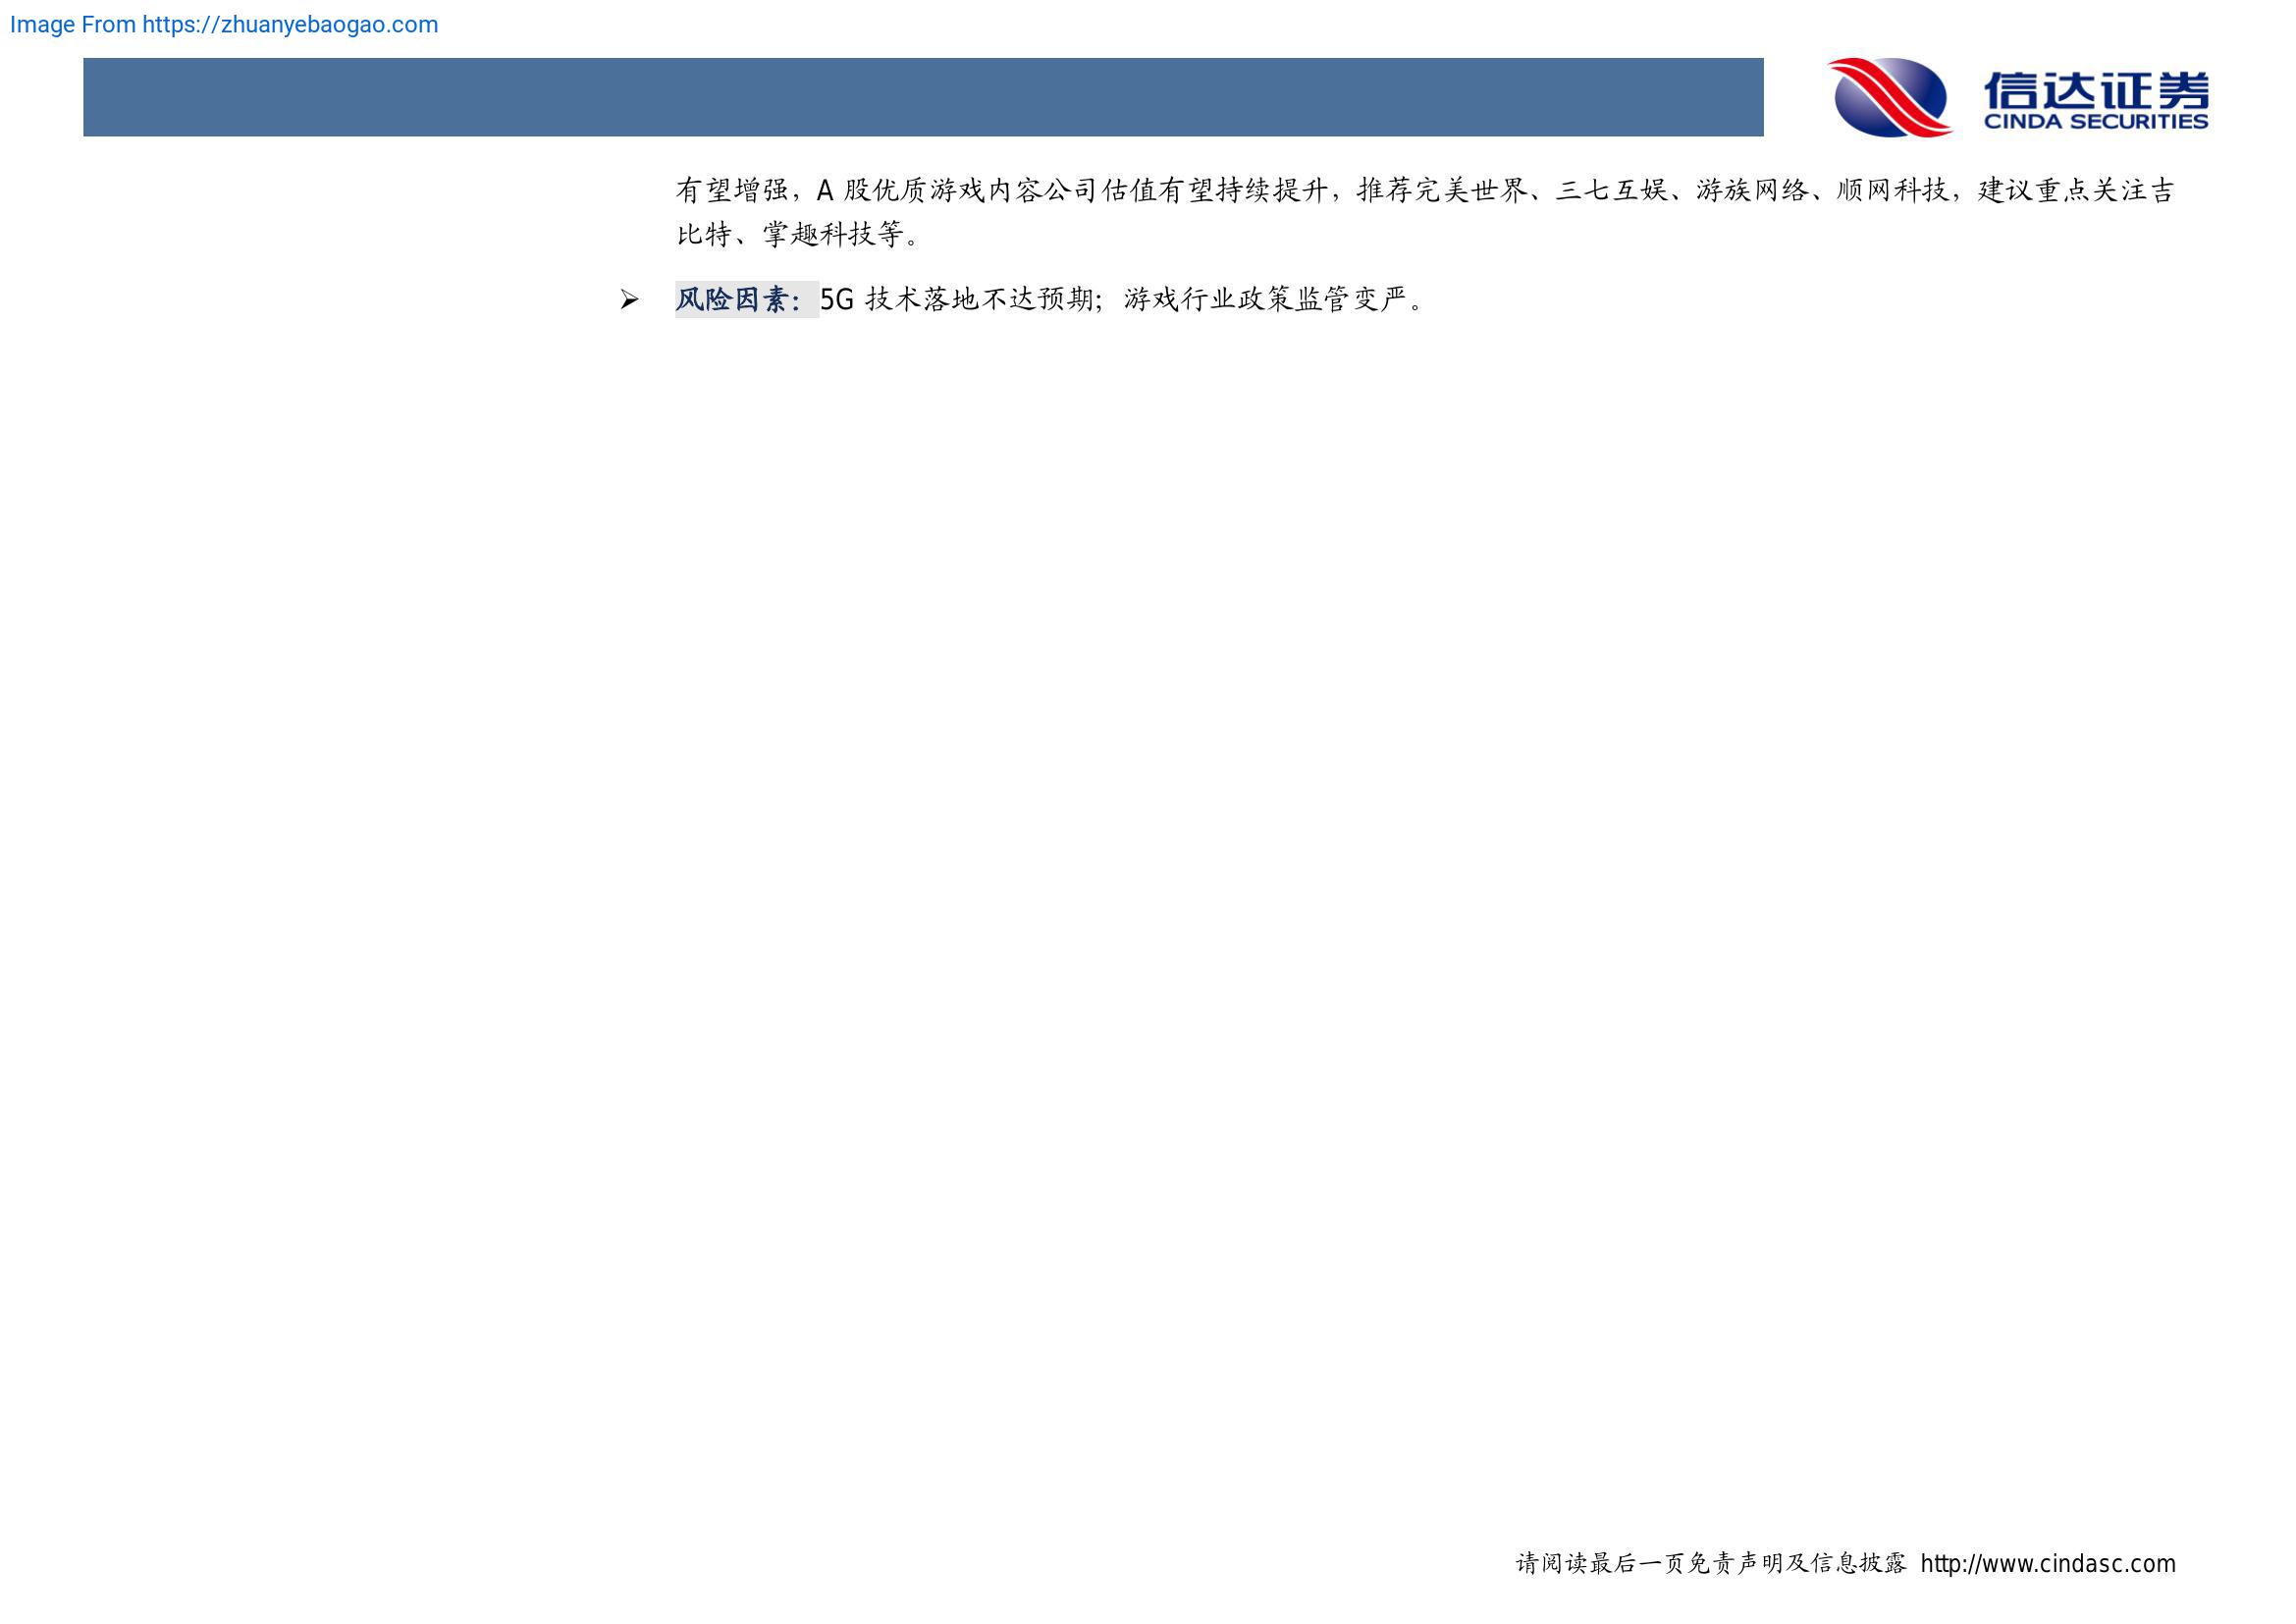 Image From https://zhuanyebaogao.com
信达证券
CINDA SECURITIES
有望增强，A 股优质游戏内容公司估值有望持续提升，推荐完美世界、三七互娱、游族网络、顺网科技，建议重点关注吉
比特、掌趣科技等。
➢ 风险因素：5G 技术落地不达预期；游戏行业政策监管变严。
请阅读最后一页免责声明及信息披露 http://www.cindasc.com